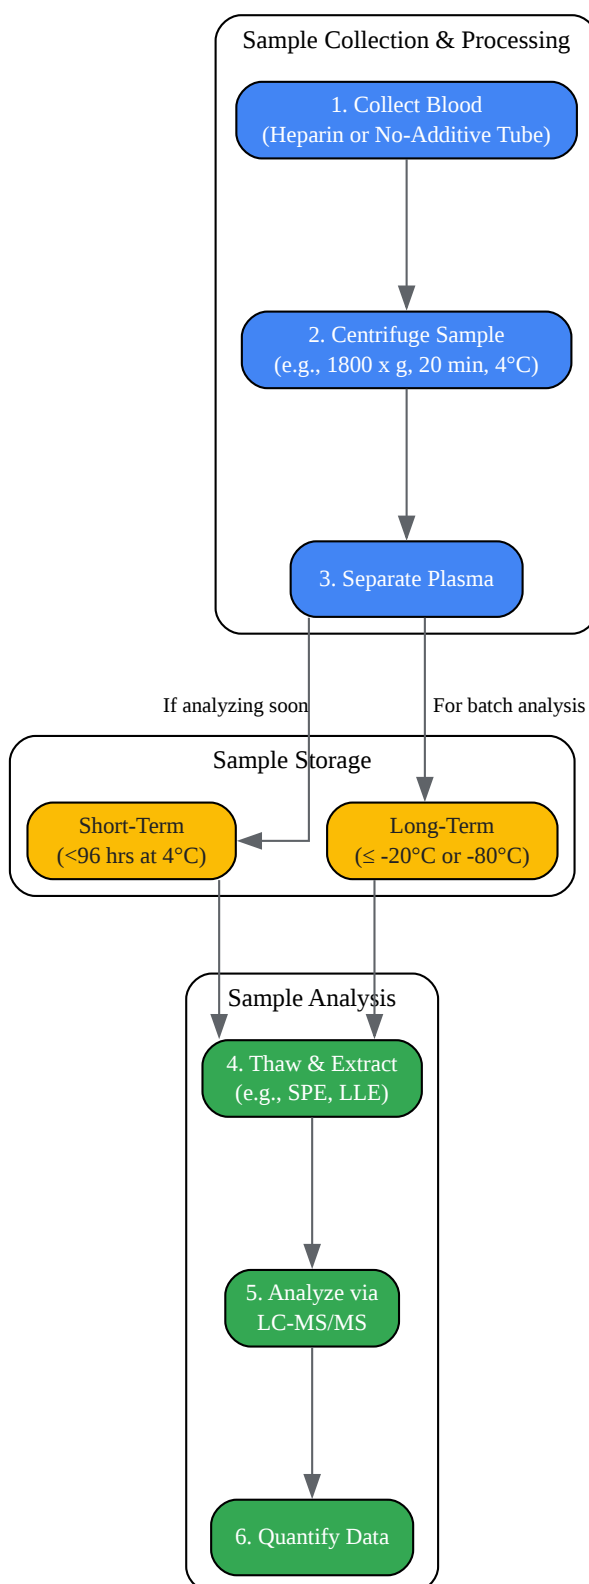 Sample Collection & Processing
1. Collect Blood
(Heparin or No-Additive Tube)
2. Centrifuge Sample
(e.g., 1800 x g, 20 min, 4°C)
3. Separate Plasma
If analyzing soon
For batch analysis
Sample Storage
Short-Term
(<96 hrs at 4°C)
Long-Term
(≤ -20°C or -80°C)
Sample Analysis
4. Thaw & Extract
(e.g., SPE, LLE)
5. Analyze via
LC-MS/MS
6. Quantify Data